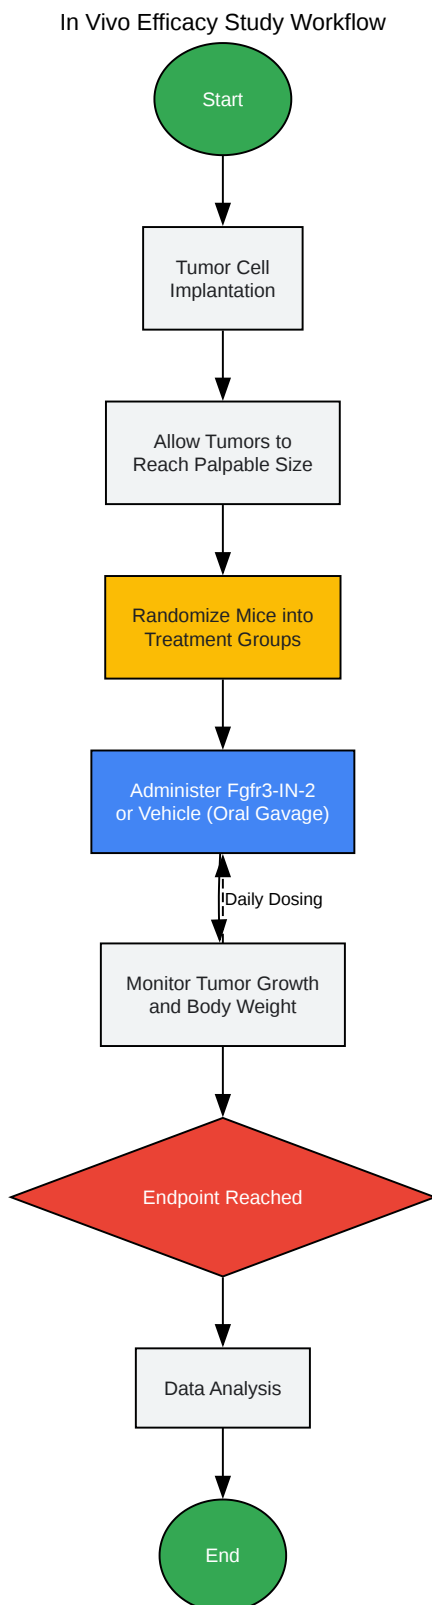 In Vivo Efficacy Study Workflow
Start
Tumor Cell
Implantation
Allow Tumors to
Reach Palpable Size
Randomize Mice into
Treatment Groups
Administer Fgfr3-IN-2
or Vehicle (Oral Gavage)
Daily Dosing
Monitor Tumor Growth
and Body Weight
Endpoint Reached
Data Analysis
End